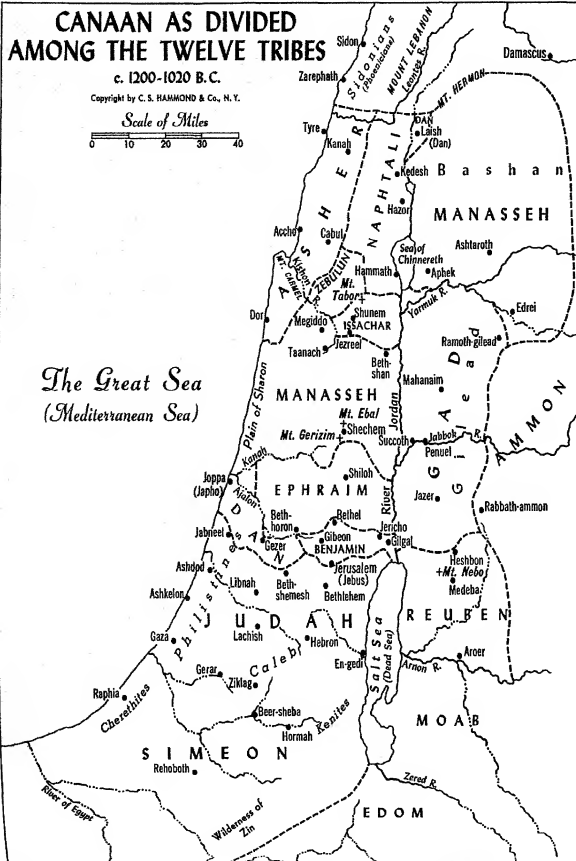 CANAAN AS DIVIDED
AMONG THE TWELVE TRIBES
c. 1200-1020 B.C.
Copyright by C. S. HAMMOND & Co., N. Y.
Scale of Miles
0 10 20 30 40
Sidon
Sidonians
(Phoenicians)
MOUNT LEBANON
Leontes R.
Damascus
Zarephath
MT. HERMON
Tyre
Kanah
DAN
Laish
(Dan)
ASHER
NAPHTALI
Kedesh
Bashan
Hazor
MANASSEH
Accho
Cabul
Sea of
Chinnereth
Ashtaroth
Kishon
R.
MT. CARMEL
ZEBULUN
Hammath
Aphek
Mt.
Tabor
Yarmuk R.
Edrei
Dor
Megiddo
Shunem
ISSACHAR
Jezreel
Taanach
Beth-
shan
Ramoth-gilead
GAD
Gilead
Mahanaim
The Great Sea
(Mediterranean Sea)
Plain of Sharon
MANASSEH
Mt. Ebal
Shechem
Mt. Gerizim
Jordan
River
Succoth
Jabbok R.
Penuel
AMMON
Kanah
Joppa
(Japho)
Shiloh
EPHRAIM
Jazer
Rabbath-ammon
Ajalon
DAN
Beth-
horon
Bethel
Jabneel
Gezer
Gibeon
BENJAMIN
Jericho
Gilgal
Heshbon
Mt. Nebo
Medeba
Ashdod
Libnah
Beth-
shemesh
Jerusalem
(Jebus)
Bethlehem
Ashkelon
Philistines
JUDAH
REUBEN
Gaza
Lachish
Hebron
Salt Sea
(Dead Sea)
Caleb
En-gedi
Aroer
Arnon R.
Gerar
Ziklag
Raphia
Cherethites
Beer-sheba
Hormah
Kenites
MOAB
SIMEON
Rehoboth
River of Egypt
Wilderness of
Zin
Zered R.
EDOM